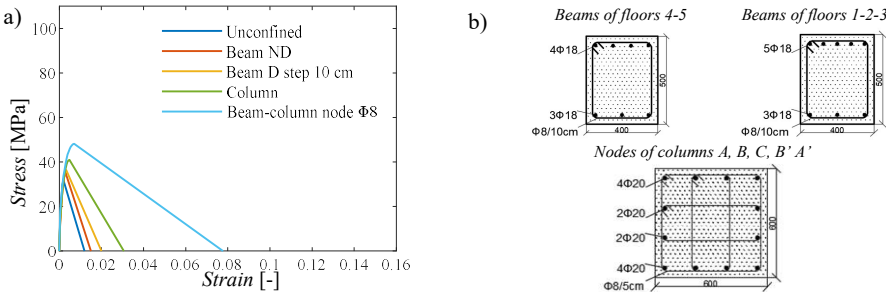 a)
Stress [MPa]
100
80
60
40
20
0
0
0.02
0.04
0.06
0.08
0.1
0.12
0.14
0.16
Strain [-]
Unconfined
Beam ND
Beam D step 10 cm
Column
Beam-column node Φ8
b)
Beams of floors 4-5
4Φ18
3Φ18
Φ8/10cm
400
500
Beams of floors 1-2-3
5Φ18
3Φ18
Φ8/10cm
400
500
Nodes of columns A, B, C, B’ A’
4Φ20
2Φ20
2Φ20
4Φ20
Φ8/5cm
600
600